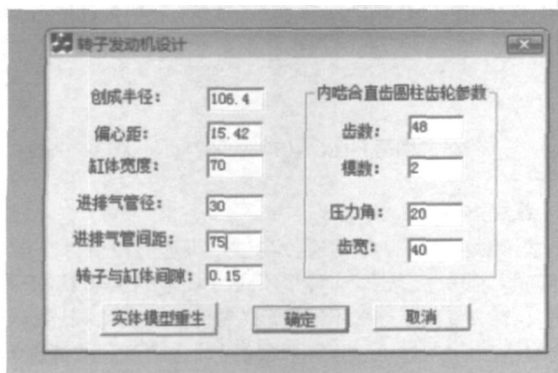 转子发动机设计
创成半径: 106.4
偏心距: 15.42
缸体宽度: 70
进排气管径: 30
进排气管间距: 75
转子与缸体间隙: 0.15
内啮合直齿圆柱齿轮参数
齿数: 48
模数: 2
压力角: 20
齿宽: 40
实体模型重生 确定 取消